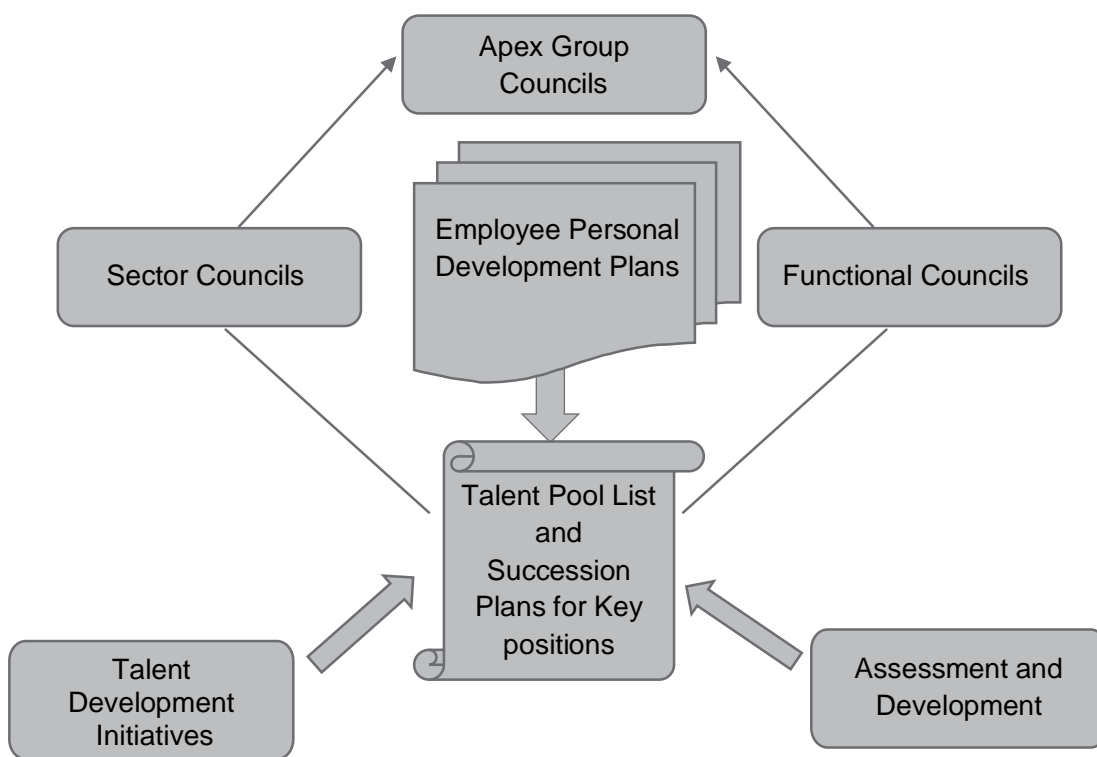 Apex Group
Councils
Employee Personal
Development Plans
Sector Councils
Functional Councils
Talent Pool List
and
Succession
Plans for Key
positions
Talent
Development
Initiatives
Assessment and
Development